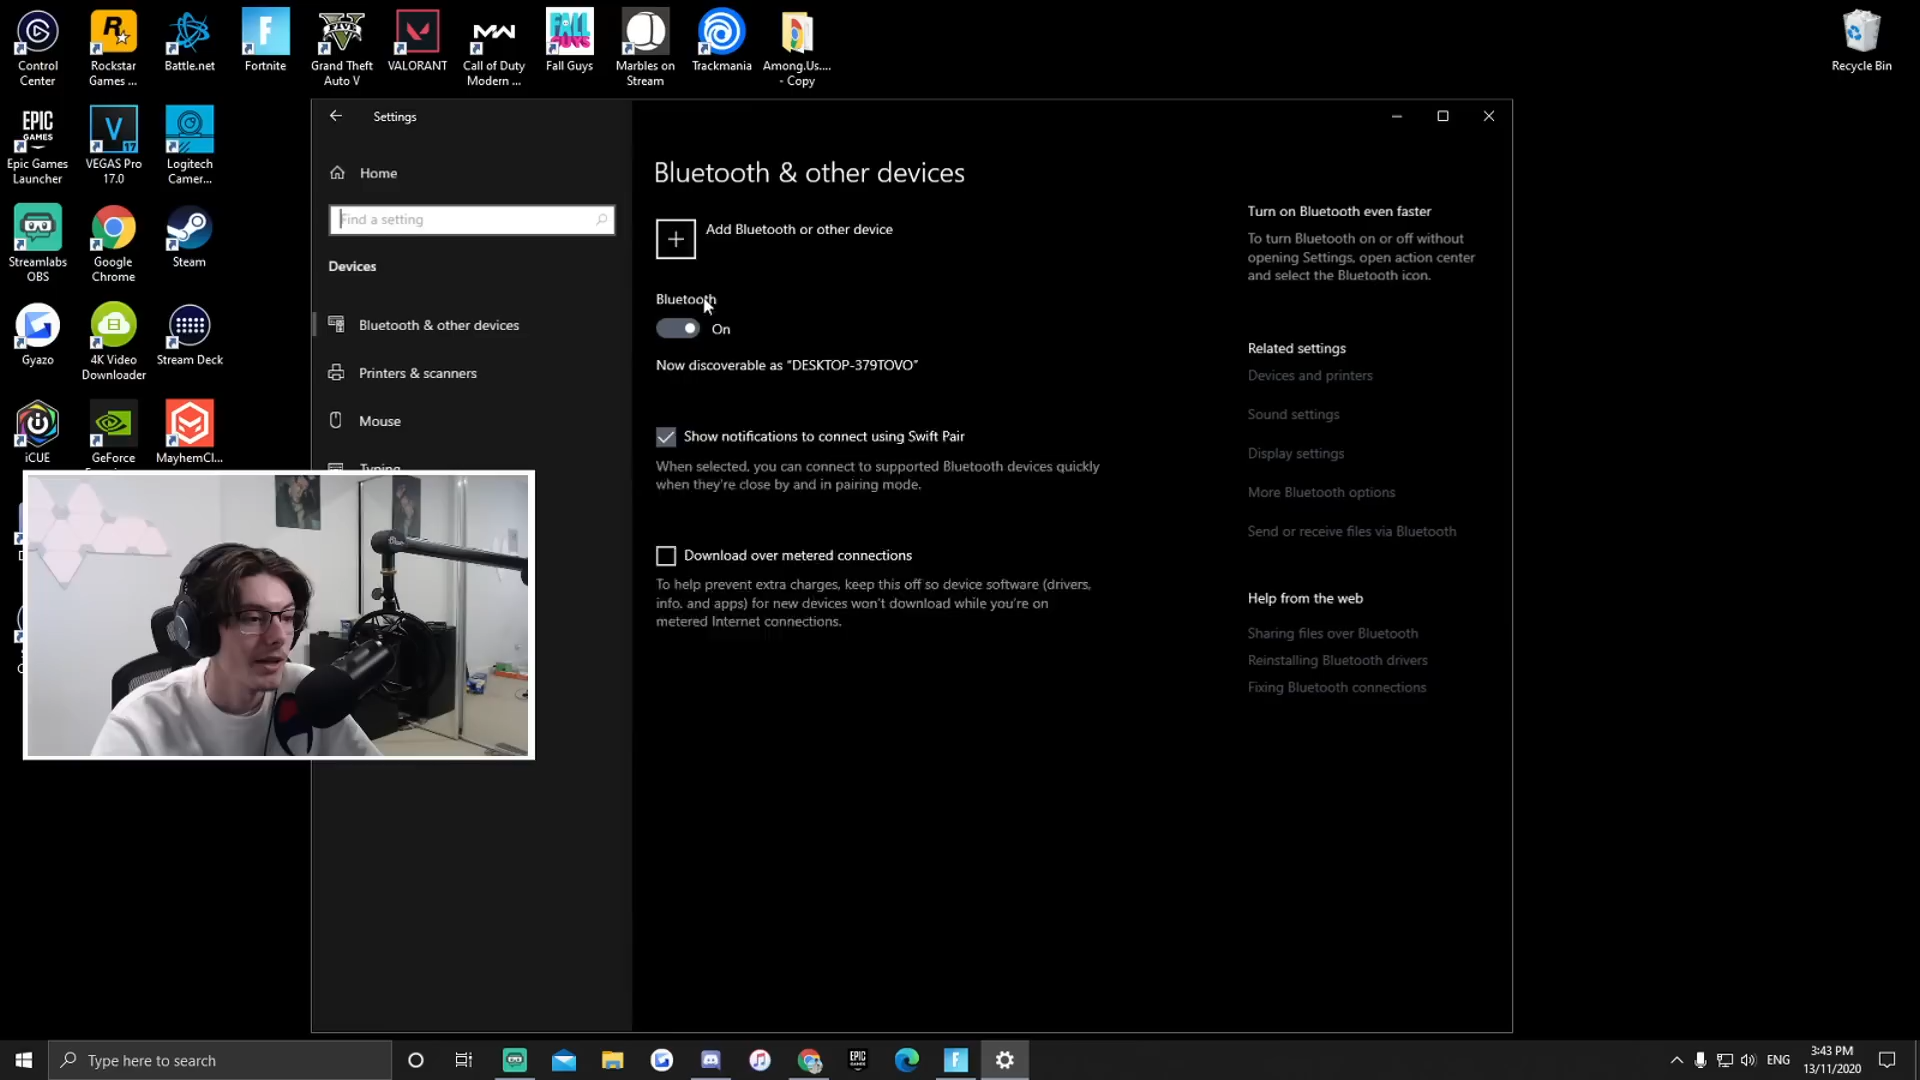 Control
Center
Rockstar
Games ...
Battle.net
Fortnite
Grand Theft
Auto V
VALORANT
Call of Duty
Modern ...
FALL
GUYS
Fall Guys
Marbles on
Stream
Trackmania
Among.Us....
- Copy
Recycle Bin
EPIC
GAMES
Epic Games
Launcher
VEGAS Pro
17.0
Logitech
Camer...
Streamlabs
OBS
Google
Chrome
Steam
Gyazo
4K Video
Downloader
Stream Deck
iCUE
GeForce
MayhemCl...
Settings
Home
Find a setting
Devices
Bluetooth & other devices
Printers & scanners
Mouse
Typing
Bluetooth & other devices
Add Bluetooth or other device
Bluetooth
On
Now discoverable as “DESKTOP-379TOVO”
Show notifications to connect using Swift Pair
When selected, you can connect to supported Bluetooth devices quickly
when they're close by and in pairing mode.
Download over metered connections
To help prevent extra charges, keep this off so device software (drivers,
info, and apps) for new devices won't download while you're on
metered Internet connections.
Turn on Bluetooth even faster
To turn Bluetooth on or off without
opening Settings, open action center
and select the Bluetooth icon.
Related settings
Devices and printers
Sound settings
Display settings
More Bluetooth options
Send or receive files via Bluetooth
Help from the web
Sharing files over Bluetooth
Reinstalling Bluetooth drivers
Fixing Bluetooth connections
Type here to search
ENG
3:43 PM
13/11/2020